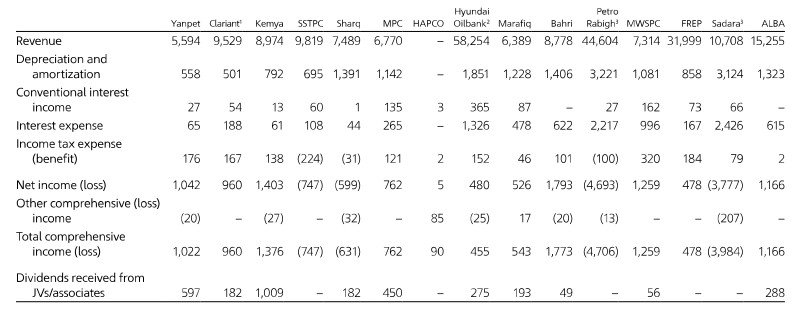 Hyundai Petro
Yanpet Clariant¹ Kemya SSTPC Sharq MPC HAPCO Oilbank² Marafiq Bahri Rabigh³ MWSPC FREP Sadara³ ALBA
Revenue 5,594 9,529 8,974 9,819 7,489 6,770 – 58,254 6,389 8,778 44,604 7,314 31,999 10,708 15,255
Depreciation and
amortization 558 501 792 695 1,391 1,142 – 1,851 1,228 1,406 3,221 1,081 858 3,124 1,323
Conventional interest
income 27 54 13 60 1 135 3 365 87 – 27 162 73 66 –
Interest expense 65 188 61 108 44 265 – 1,326 478 622 2,217 996 167 2,426 615
Income tax expense
(benefit) 176 167 138 (224) (31) 121 2 152 46 101 (100) 320 184 79 2
Net income (loss) 1,042 960 1,403 (747) (599) 762 5 480 526 1,793 (4,693) 1,259 478 (3,777) 1,166
Other comprehensive (loss)
income (20) – (27) – (32) – 85 (25) 17 (20) (13) – – (207) –
Total comprehensive
income (loss) 1,022 960 1,376 (747) (631) 762 90 455 543 1,773 (4,706) 1,259 478 (3,984) 1,166
Dividends received from
JVs/associates 597 182 1,009 – 182 450 – 275 193 49 – 56 – – 288